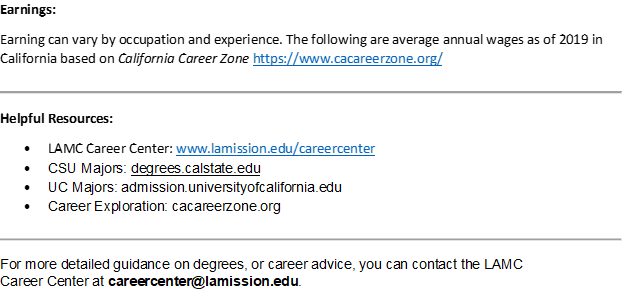 Earnings:
Earning can vary by occupation and experience. The following are average annual wages as of 2019 in
California based on California Career Zone https://www.cacareerzone.org/
Helpful Resources:
• LAMC Career Center: www.lamission.edu/careercenter
• CSU Majors: degrees.calstate.edu
• UC Majors: admission.universityofcalifornia.edu
• Career Exploration: cacareerzone.org
For more detailed guidance on degrees, or career advice, you can contact the LAMC
Career Center at careercenter@lamission.edu.